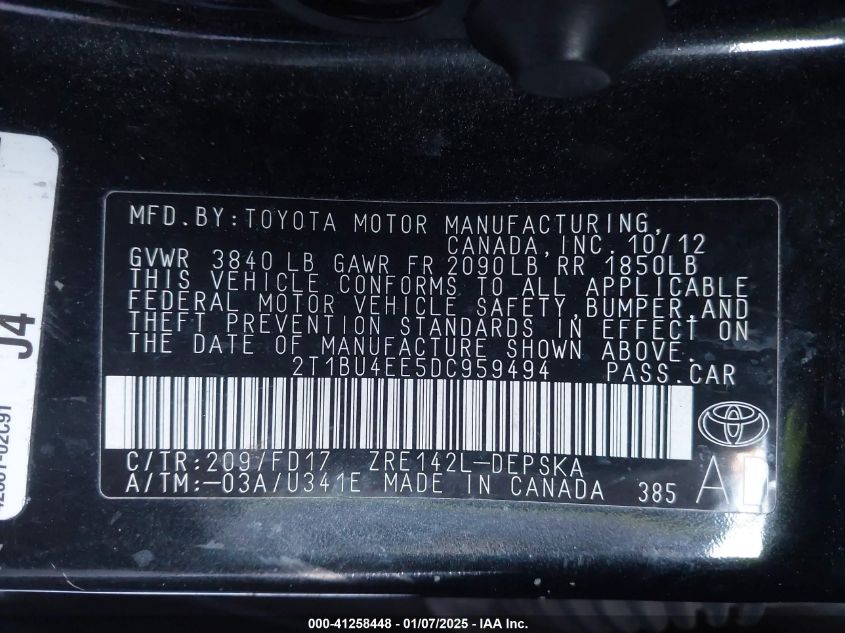 MFD.BY:TOYOTA MOTOR MANUFACTURING,
CANADA,INC. 10/12
GVWR 3840 LB GAWR FR 2090LB RR 1850LB
THIS VEHICLE CONFORMS TO ALL APPLICABLE
FEDERAL MOTOR VEHICLE SAFETY,BUMPER,AND
THEFT PREVENTION STANDARDS IN EFFECT ON
THE DATE OF MANUFACTURE SHOWN ABOVE.
2T1BU4EE5DC959494 PASS.CAR
C/TR:209/FD17 ZRE142L-DEPSKA
A/TM:-03A/U341E MADE IN CANADA 385 A
J4
000-41258448 - 01/07/2025 - IAA Inc.